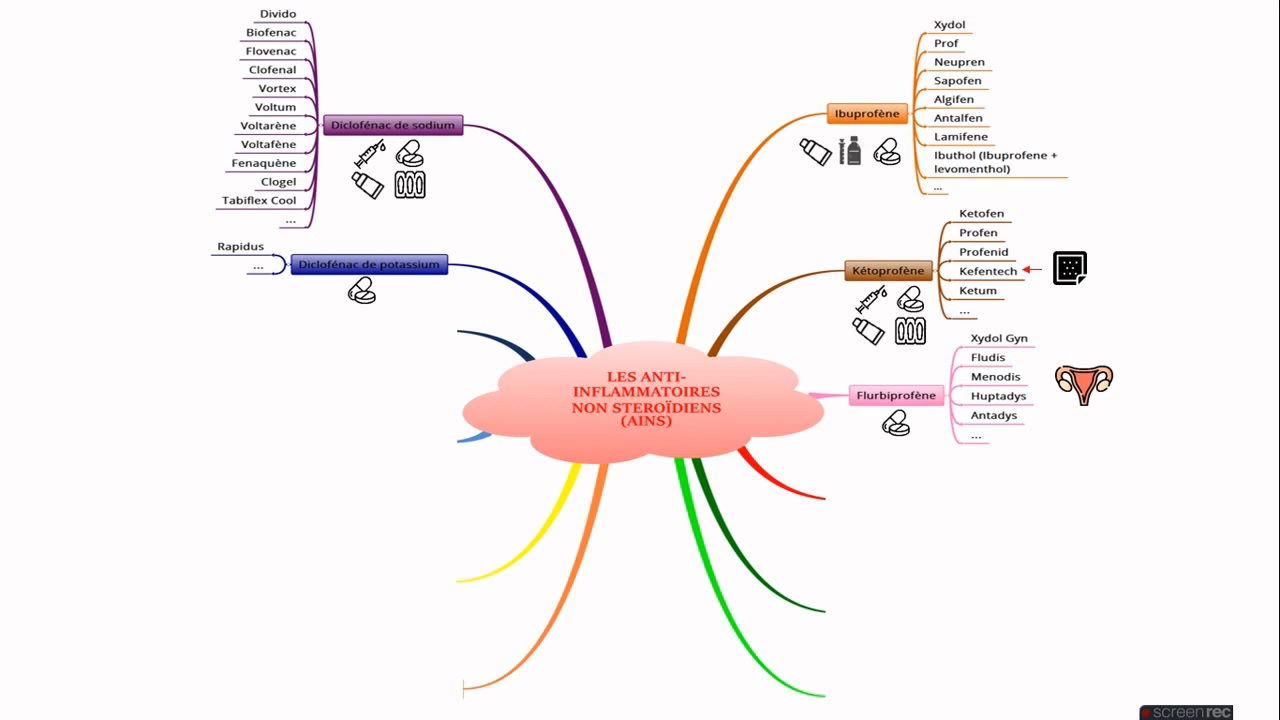 Divido
Biofenac
Flovenac
Clofenal
Vortex
Voltum
Voltarène
Voltafène
Fenaquène
Clogel
Tabiflex Cool
...
Diclofénac de sodium
Rapidus
...
Diclofénac de potassium
LES ANTI-
INFLAMMATOIRES
NON STEROÏDIENS
(AINS)
Ibuprofène
Xydol
Prof
Neupren
Sapofen
Algifen
Antalfen
Lamifene
Ibuthol (Ibuprofene +
levomenthol)
...
Kétoprofène
Ketofen
Profen
Profenid
Kefentech
Ketum
...
Flurbiprofène
Xydol Gyn
Fludis
Menodis
Huptadys
Antadys
...
screenrec